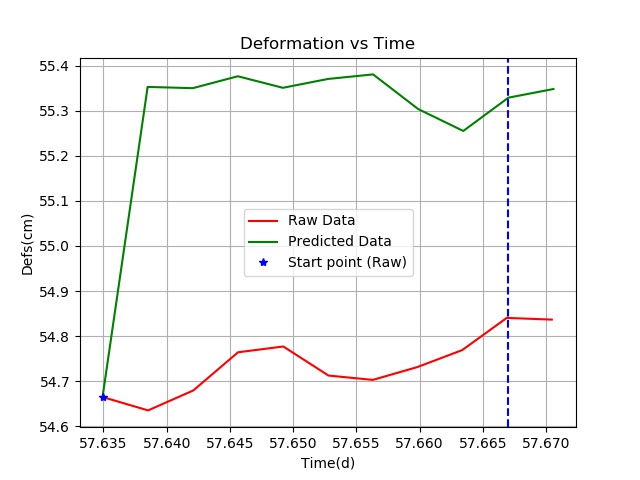 Deformation vs Time
55.4
55.3
55.2
55.1
55.0
54.9
54.8
54.7
54.6
Defs(cm)
Raw Data
Predicted Data
Start point (Raw)
57.635 57.640 57.645 57.650 57.655 57.660 57.665 57.670
Time(d)